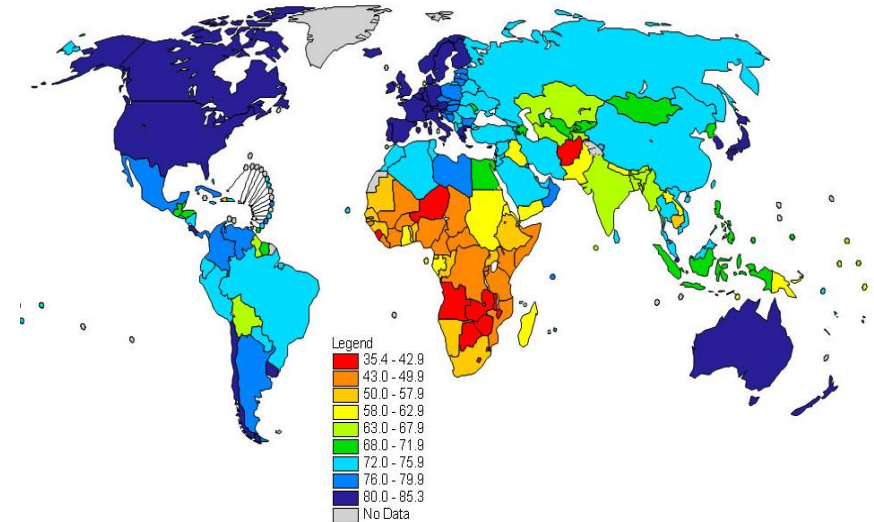 Legend
35.4 - 42.9
43.0 - 49.9
50.0 - 57.9
58.0 - 62.9
63.0 - 67.9
68.0 - 71.9
72.0 - 75.9
76.0 - 79.9
80.0 - 85.3
No Data